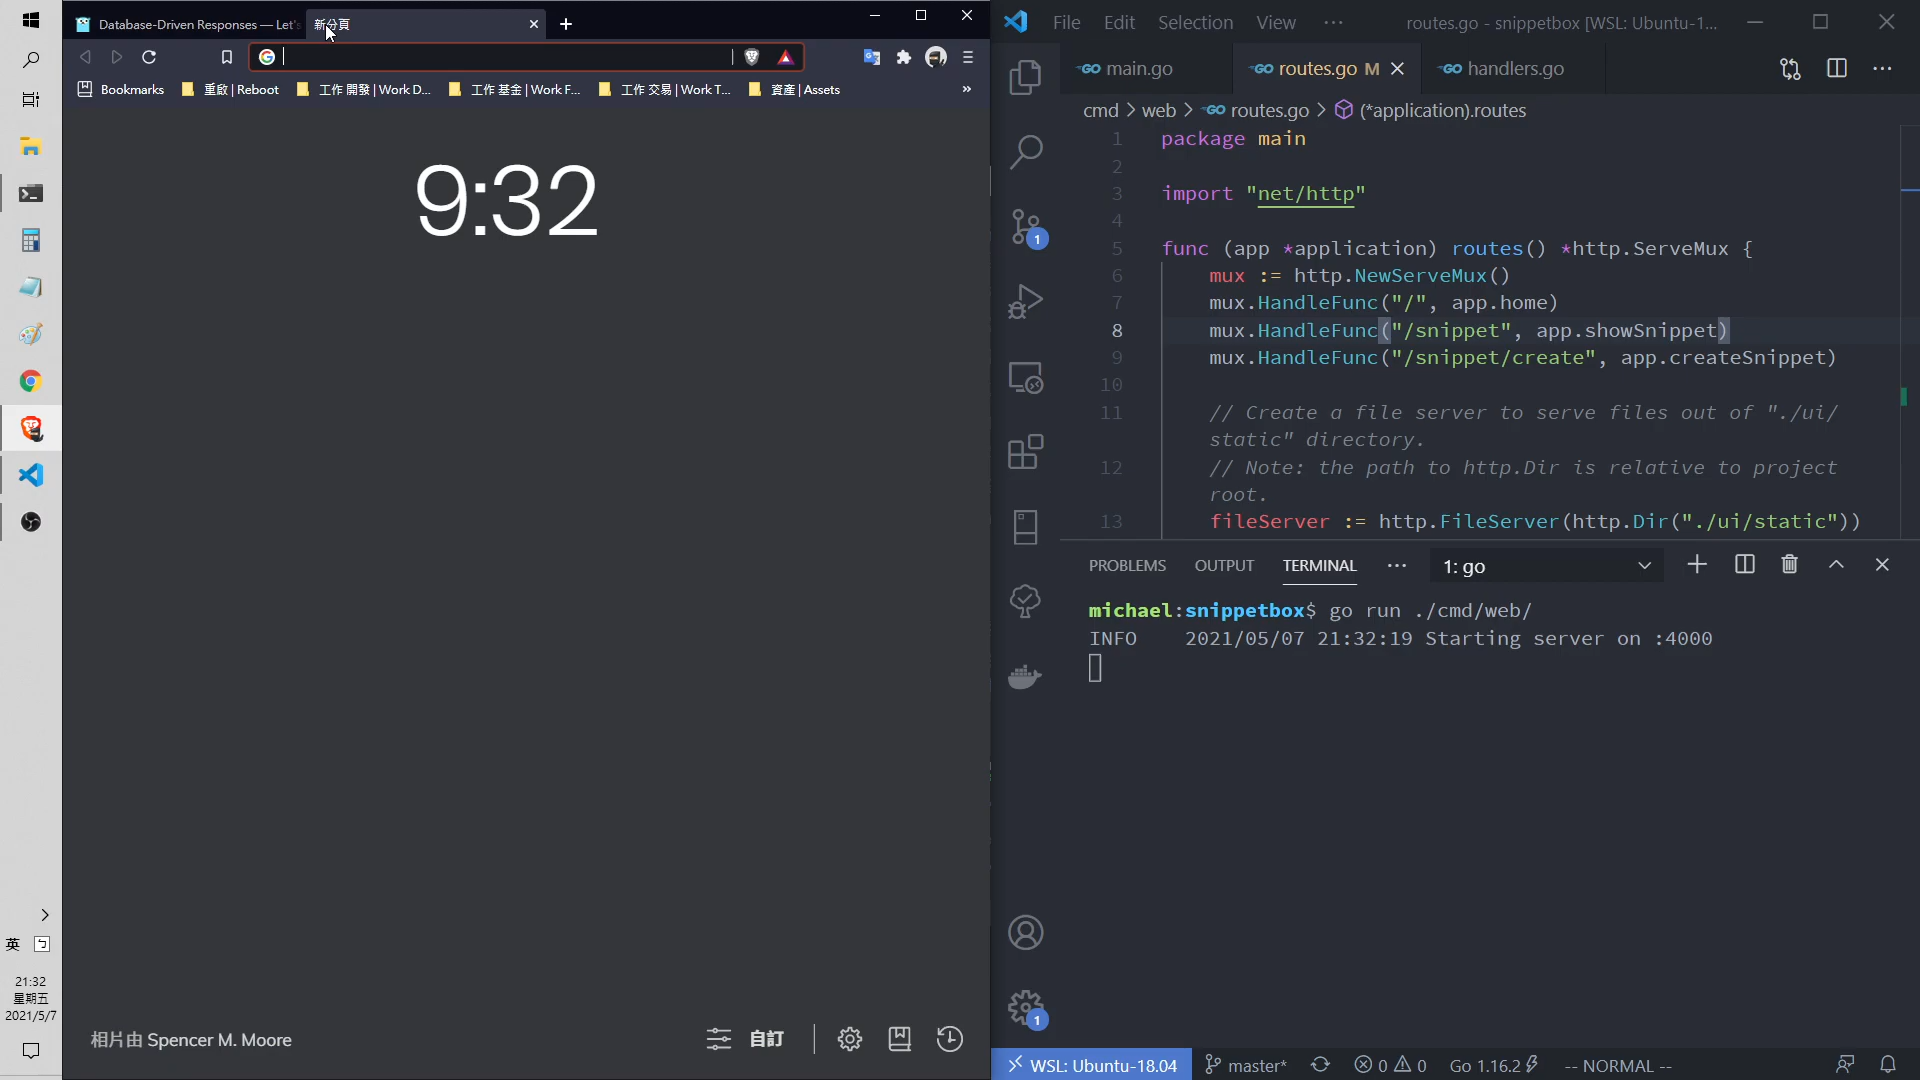 Database-Driven Responses — Let's
新分頁
Bookmarks
重啟 | Reboot
工作 開發 | Work D...
工作 基金 | Work F...
工作 交易 | Work T...
資產 | Assets
»
9:32
相片由 Spencer M. Moore
自訂
英
ㄅ
21:32
星期五
2021/5/7
File Edit Selection View ···
routes.go - snippetbox [WSL: Ubuntu-1...
main.go
routes.go M
handlers.go
cmd > web > routes.go > (*application).routes
1 package main
2
3 import "net/http"
4
5 func (app *application) routes() *http.ServeMux {
6 mux := http.NewServeMux()
7 mux.HandleFunc("/", app.home)
8 mux.HandleFunc("/snippet", app.showSnippet)
9 mux.HandleFunc("/snippet/create", app.createSnippet)
10
11 // Create a file server to serve files out of "./ui/
static" directory.
12 // Note: the path to http.Dir is relative to project
root.
13 fileServer := http.FileServer(http.Dir("./ui/static"))
PROBLEMS OUTPUT TERMINAL ··· 1: go
michael:snippetbox$ go run ./cmd/web/
INFO 2021/05/07 21:32:19 Starting server on :4000
1
1
WSL: Ubuntu-18.04 master* 0 0 Go 1.16.2 -- NORMAL --